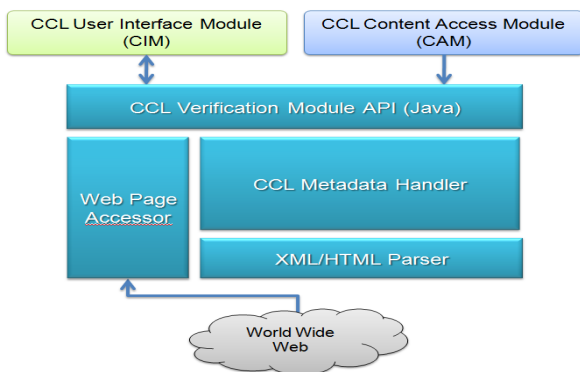 CCL User Interface Module
(CIM)
CCL Content Access Module
(CAM)
CCL Verification Module API (Java)
Web Page
Accessor
CCL Metadata Handler
XML/HTML Parser
World Wide
Web